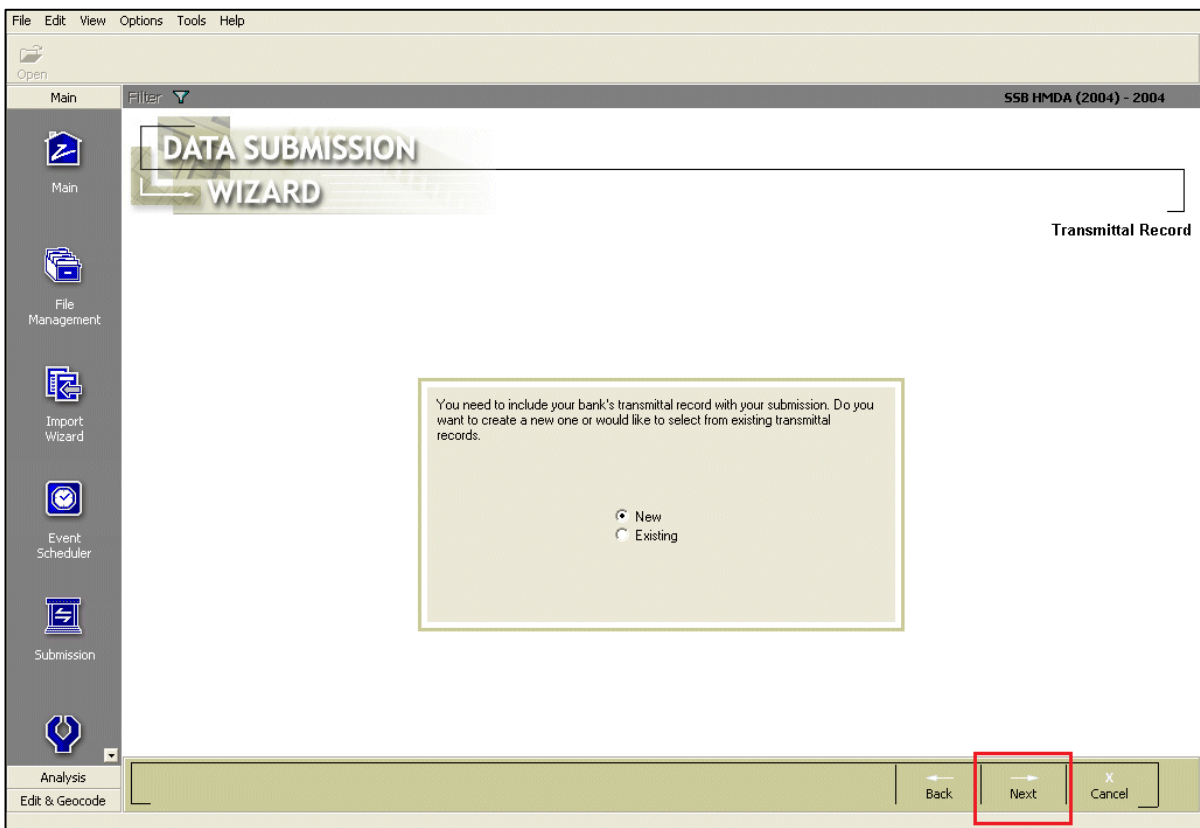 File Edit View Options Tools Help
Open
Main
Filter
SSB HMDA (2004) - 2004
DATA SUBMISSION
WIZARD
Transmittal Record
Main
File
Management
Import
Wizard
Event
Scheduler
Submission
You need to include your bank's transmittal record with your submission. Do you
want to create a new one or would like to select from existing transmittal
records.
New
Existing
Analysis
Edit & Geocode
Back
Next
X
Cancel